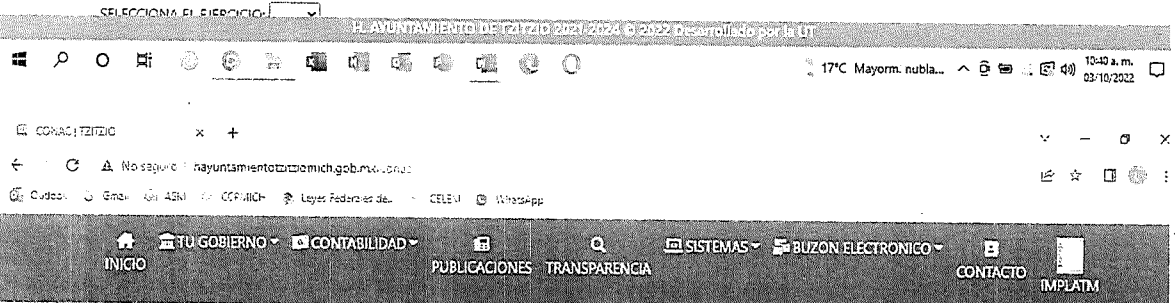 SELECCIONA EL EJERCICIO:
H. AYUNTAMIENTO DE TZITZIO 2021-2024 © 2022 Desarrollado por la UT
17°C Mayorm. nubla...
10:40 a. m.
03/10/2022
CONAC | TZITZIO
No seguro
Gmail
Leyes Federales de...
WhatsApp
INICIO
TU GOBIERNO
CONTABILIDAD
PUBLICACIONES
TRANSPARENCIA
SISTEMAS
BUZON ELECTRONICO
CONTACTO
IMPLATM